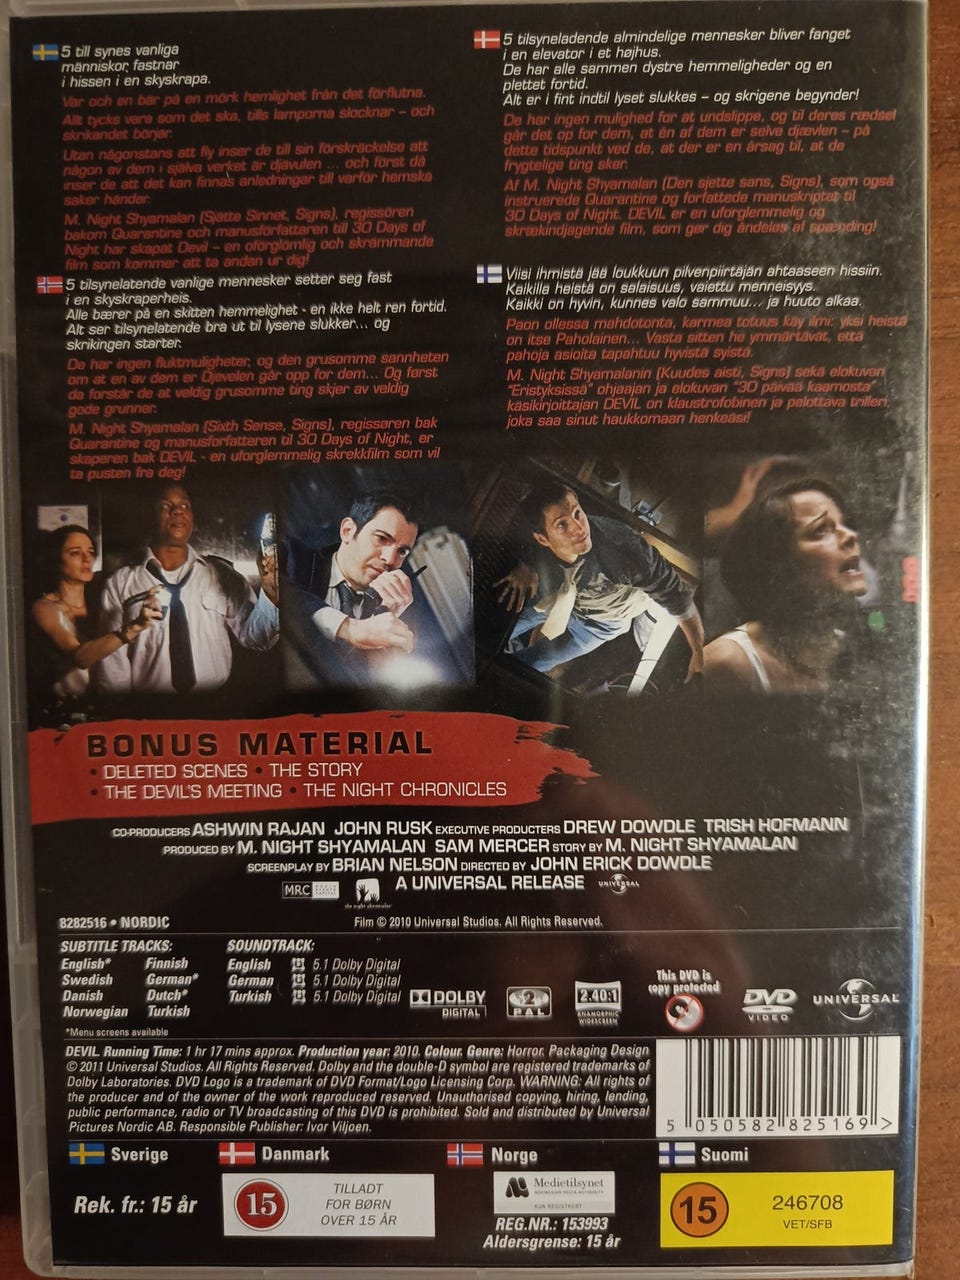 5 till synes vanliga
människor, fastnar
i hissen i en skyskrapa.
Var och en bär på en mörk hemlighet från det förflutna.
Allt tycks vara som det ska, tills lamporna slocknar – och
skrikandet börjar.
Utan någonstans att fly inser de till sin förskräckelse att
någon av dem i själva verket är djävulen ... och först då
inser de att det kan finnas anledningar till varför hemska
saker händer.
M. Night Shyamalan (Sjätte Sinnet, Signs), regissören
bakom Quarantine och manusförfattaren till 30 Days of
Night har skapat Devil – en oförglömlig och skrämmande
film som kommer att ta andan ur dig!
5 tilsyneladende almindelige mennesker bliver fanget
i en elevator i et højhus.
De har alle sammen dystre hemmeligheder og en
plettet fortid.
Alt er i fint indtil lyset slukkes – og skrigene begynder!
De har ingen mulighed for at undslippe, og til deres rædsel
går det op for dem, at én af dem er selve djævlen – på
dette tidspunkt ved de, at der er en årsag til, at de
frygtelige ting sker.
Af M. Night Shyamalan (Den sjette sans, Signs), som også
instruerede Quarantine og forfattede manuskriptet til
30 Days of Night. DEVIL er en uforglemmelig og
skrækindjagende film, som gør dig åndeløs af spænding!
5 tilsynelatende vanlige mennesker setter seg fast
i en skyskraperheis.
Alle bærer på en skitten hemmelighet - en ikke helt ren fortid.
Alt ser tilsynelatende bra ut til lysene slukker... og
skrikingen starter.
De har ingen fluktmuligheter, og den grusomme sannheten
om at en av dem er Djevelen går opp for dem... Og først
da forstår de at veldig grusomme ting skjer av veldig
gode grunner.
M. Night Shyamalan (Sixth Sense, Signs), regissøren bak
Quarantine og manusforfatteren til 30 Days of Night, er
skaperen bak DEVIL - en uforglemmelig skrekkfilm som vil
ta pusten fra deg!
Viisi ihmistä jää loukkuun pilvenpiirtäjän ahtaaseen hissiin.
Kaikilla heistä on salaisuus, vaiettu menneisyys.
Kaikki on hyvin, kunnes valo sammuu... ja huuto alkaa.
Paon ollessa mahdotonta, karmea totuus käy ilmi: yksi heistä
on itse Paholainen... Vasta sitten he ymmärtävät, että
pahoja asioita tapahtuu hyvistä syistä.
M. Night Shyamalanin (Kuudes aisti, Signs) sekä elokuvan
"Eristyksissä" ohjaajan ja elokuvan "30 päivää kaamosta"
käsikirjoittajan DEVIL on klaustrofobinen ja pelottava trilleri,
joka saa sinut haukkomaan henkeäsi!
BONUS MATERIAL
• DELETED SCENES • THE STORY
• THE DEVIL'S MEETING • THE NIGHT CHRONICLES
CO-PRODUCERS ASHWIN RAJAN JOHN RUSK EXECUTIVE PRODUCTERS DREW DOWDLE TRISH HOFMANN
PRODUCED BY M. NIGHT SHYAMALAN SAM MERCER STORY BY M. NIGHT SHYAMALAN
SCREENPLAY BY BRIAN NELSON DIRECTED BY JOHN ERICK DOWDLE
MRC
the night chronicles
A UNIVERSAL RELEASE
UNIVERSAL
8282516 • NORDIC
Film © 2010 Universal Studios. All Rights Reserved.
SUBTITLE TRACKS:
English* Finnish
Swedish German*
Danish Dutch*
Norwegian Turkish
*Menu screens available
SOUNDTRACK:
English 5.1 Dolby Digital
German 5.1 Dolby Digital
Turkish 5.1 Dolby Digital
DOLBY
DIGITAL
2
PAL
2.40:1
ANAMORPHIC
WIDESCREEN
This DVD is
copy protected
DVD
VIDEO
UNIVERSAL
DEVIL. Running Time: 1 hr 17 mins approx. Production year: 2010. Colour. Genre: Horror. Packaging Design
© 2011 Universal Studios. All Rights Reserved. Dolby and the double-D symbol are registered trademarks of
Dolby Laboratories. DVD Logo is a trademark of DVD Format/Logo Licensing Corp. WARNING: All rights of
the producer and of the owner of the work reproduced reserved. Unauthorised copying, hiring, lending,
public performance, radio or TV broadcasting of this DVD is prohibited. Sold and distributed by Universal
Pictures Nordic AB. Responsible Publisher: Ivor Viljoen.
5 050582 825169 >
Sverige
Danmark
Norge
Suomi
Rek. fr.: 15 år
15
TILLADT
FOR BØRN
OVER 15 ÅR
Medietilsynet
NORWEGIAN MEDIA AUTHORITY
KUN REGISTRERT
REG.NR.: 153993
Aldersgrense: 15 år
15
246708
VET/SFB